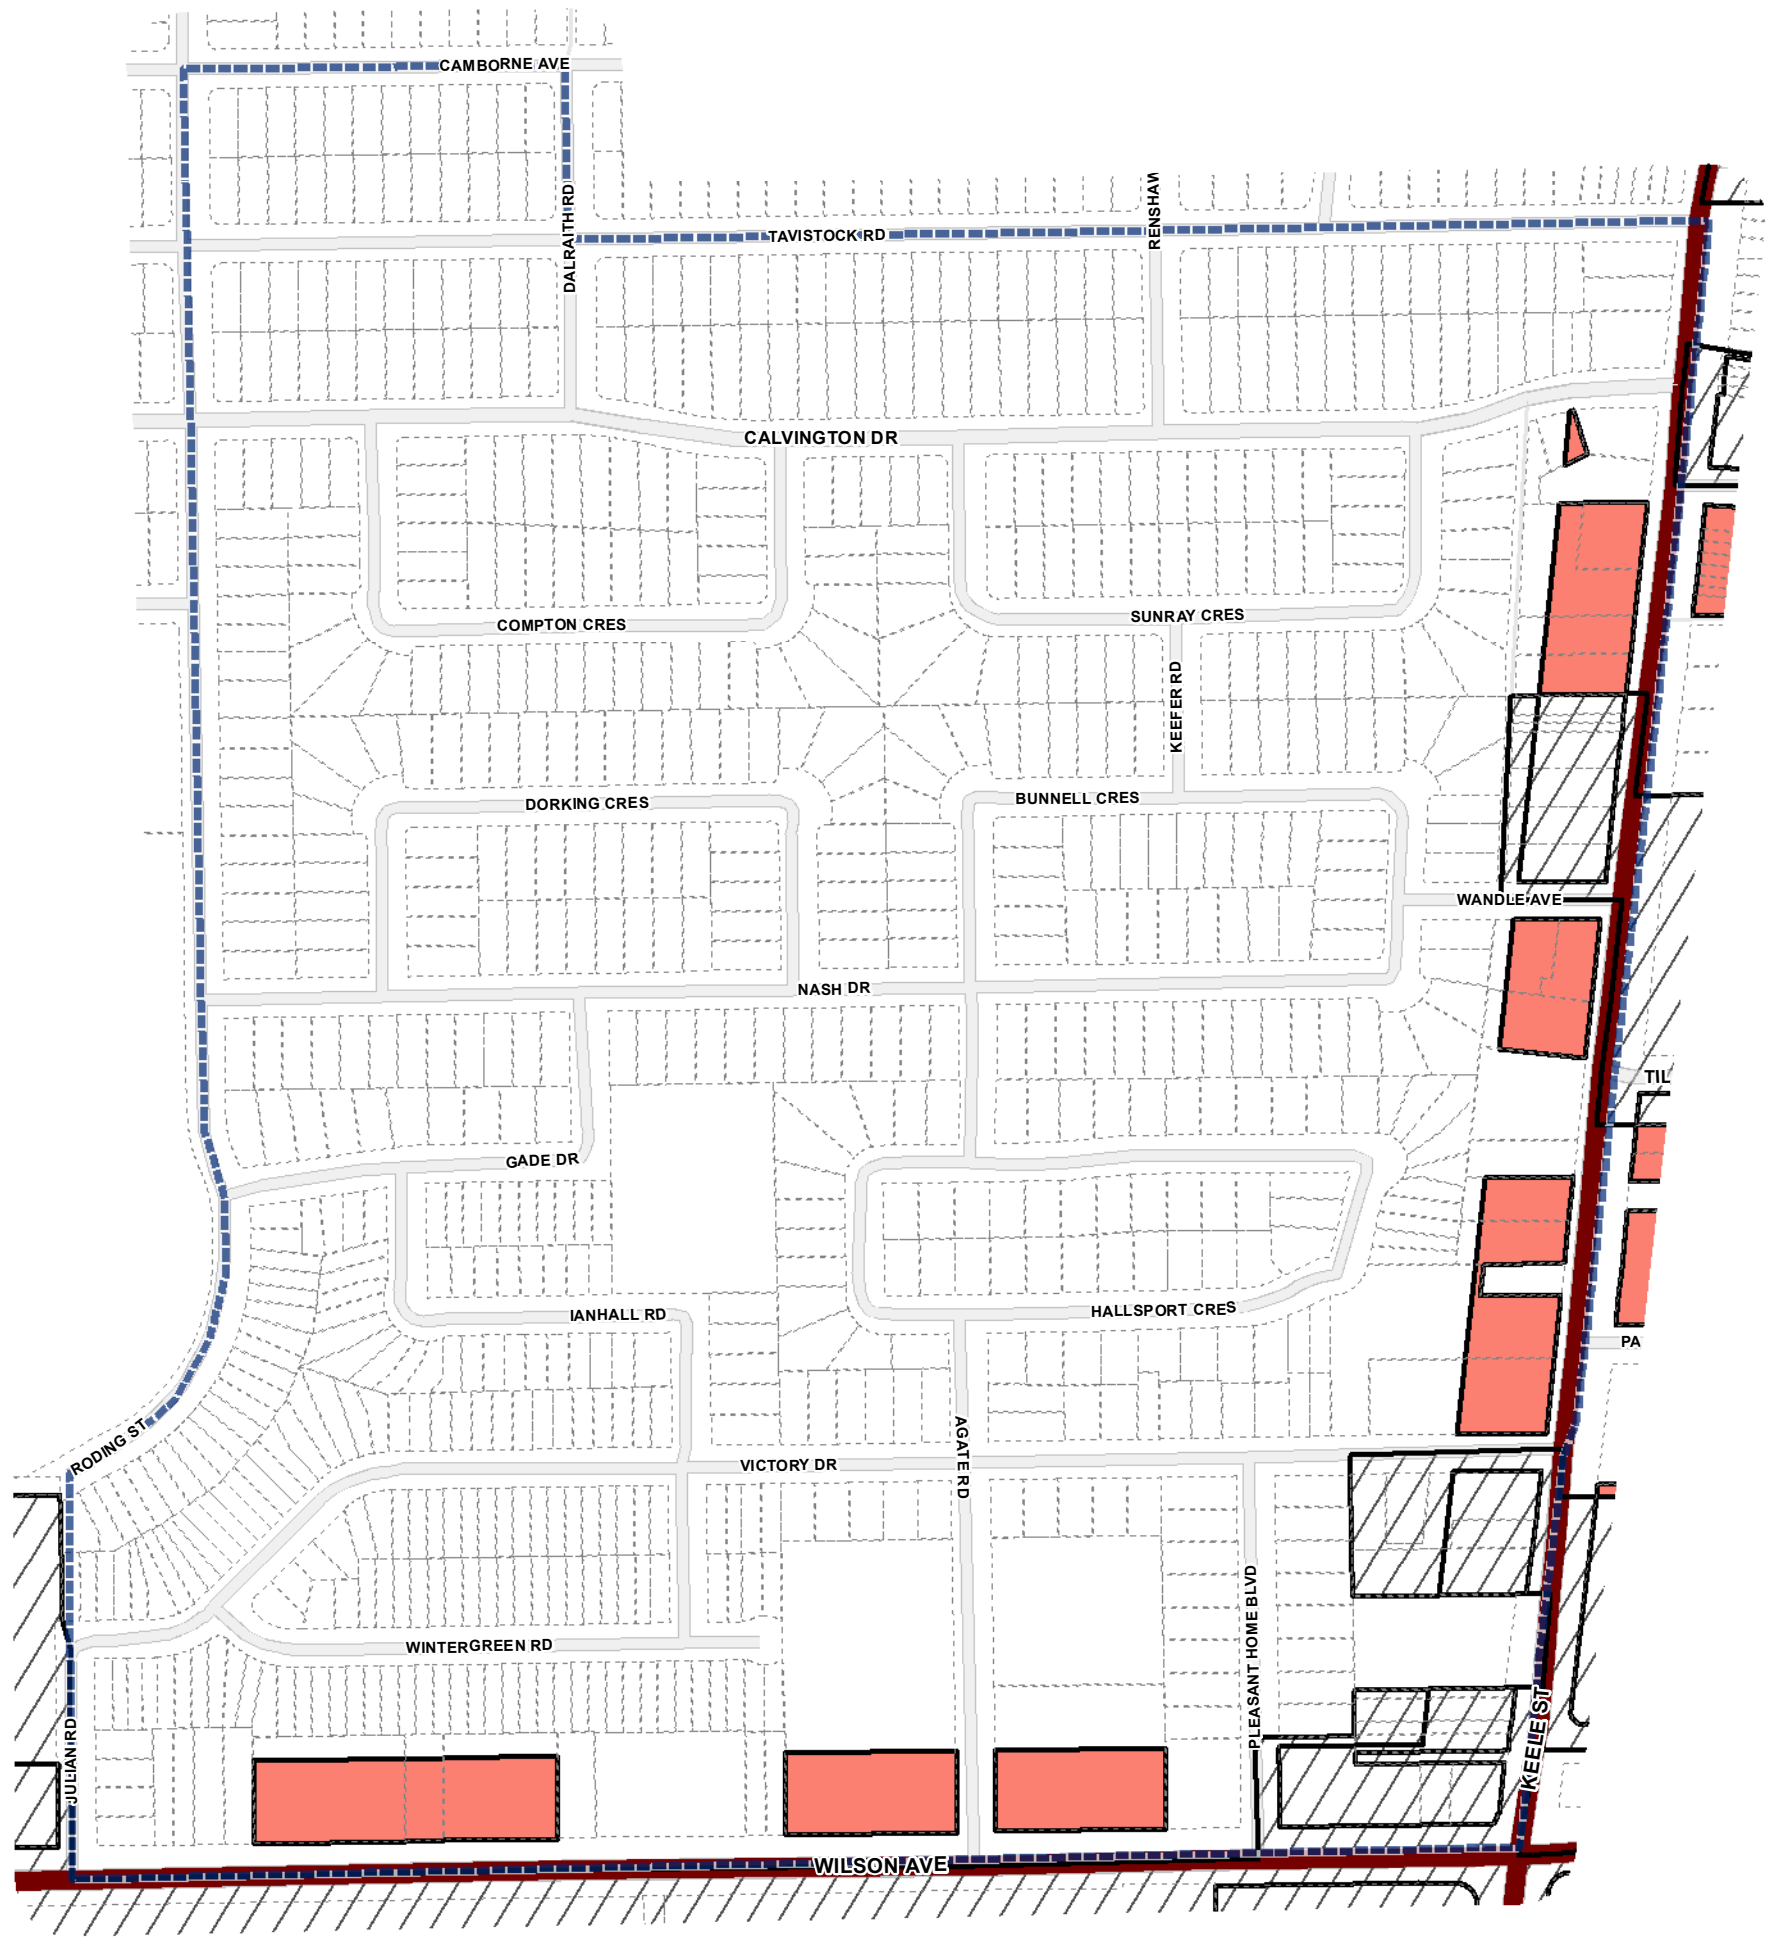 CAMBORNE AVE
DALRAITH RD
TAVISTOCK RD
RENSHAW
CALVINGTON DR
COMPTON CRES
SUNRAY CRES
KEEFER RD
DORKING CRES
BUNNELL CRES
WANDLE AVE
NASH DR
TIL
GADE DR
IANHALL RD
HALLSPORT CRES
PA
RODING ST
AGATE RD
VICTORY DR
PLEASANT HOME BLVD
WINTERGREEN RD
JULIAN RD
KEELE ST
WILSON AVE